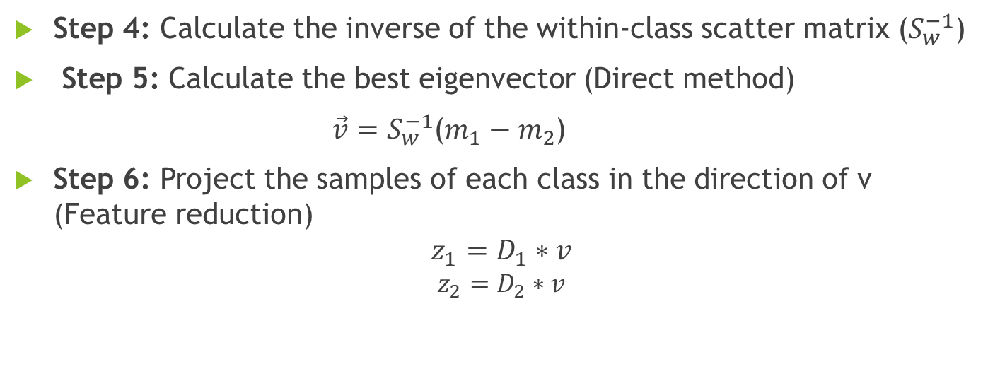 Step 4: Calculate the inverse of the within-class scatter matrix (S_w^{-1})
Step 5: Calculate the best eigenvector (Direct method)
\vec{v} = S_w^{-1}(m_1 − m_2)
Step 6: Project the samples of each class in the direction of v
(Feature reduction)
z_1 = D_1 * v
z_2 = D_2 * v